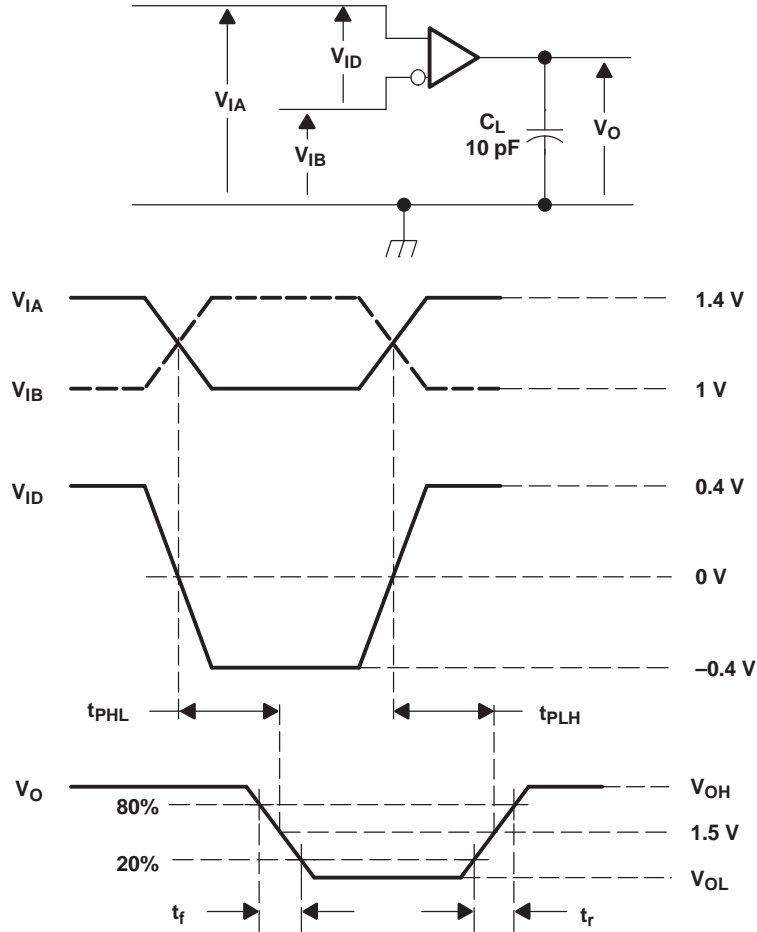 V_ID
V_IA
V_IB
C_L
10 pF
V_O
V_IA
1.4 V
V_IB
1 V
V_ID
0.4 V
0 V
–0.4 V
t_PHL
t_PLH
V_O
V_OH
80%
1.5 V
20%
V_OL
t_f
t_r